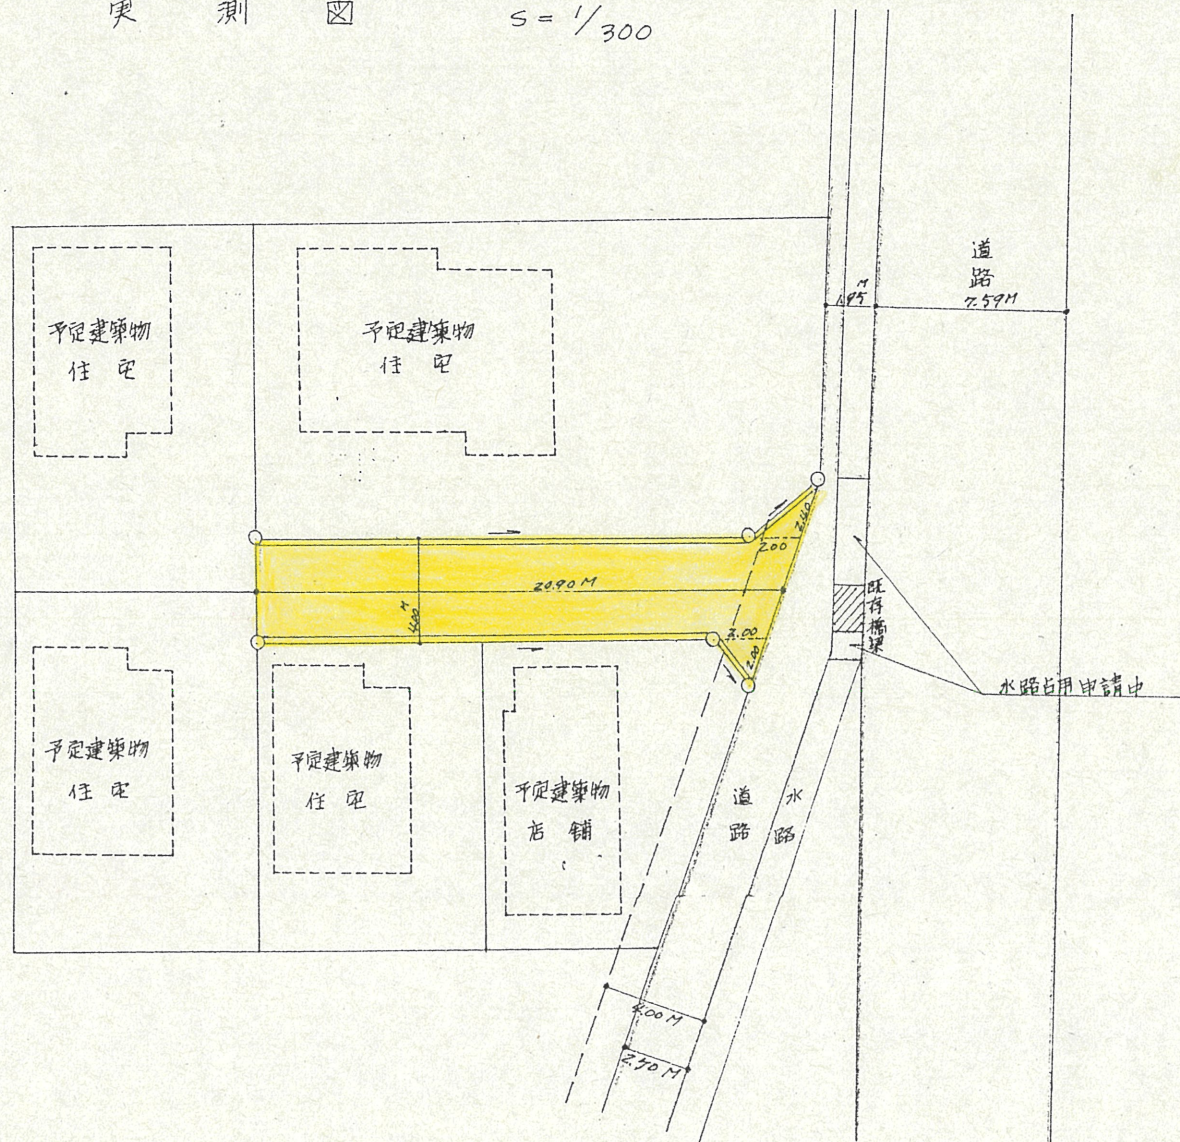 実測図
S=1/300
道路
7.59M
1.95M
予定建築物
住宅
予定建築物
住宅
2.00
20.90M
4.00M
2.00
2.00
既存橋梁
水路占用申請中
予定建築物
住宅
予定建築物
住宅
予定建築物
店舗
道路
水路
4.00M
2.50M